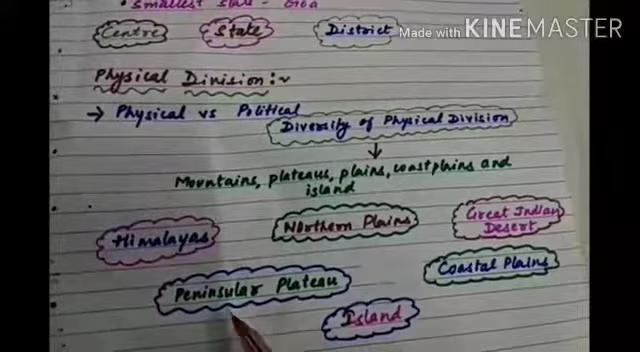 Smallest state - Goa
Made with KINEMASTER
Centre State District
Physical Division :~
→ Physical vs Political
Diversity of Physical Division
Mountains, plateaus, plains, coastplains and
island
Himalayas Northern Plains Great Indian
Desert
Peninsular Plateau Coastal Plains
Island